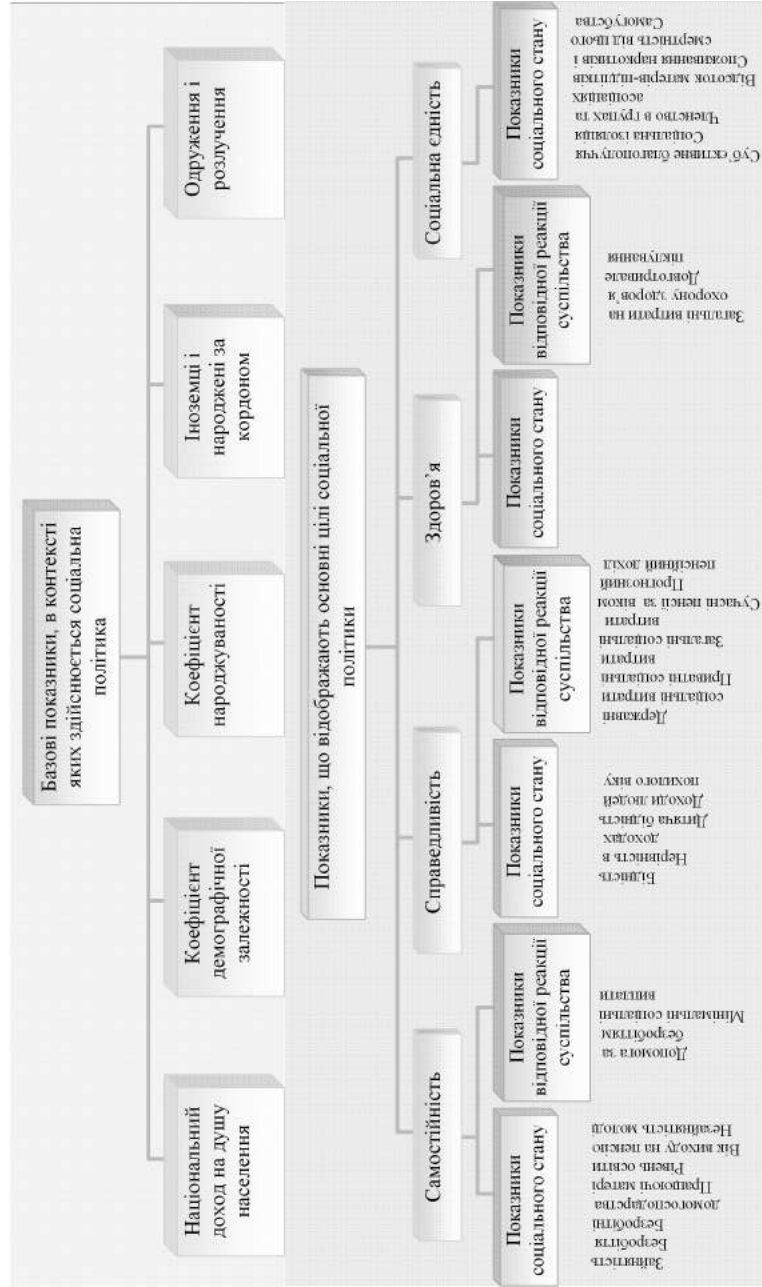 Базові показники, в контексті
яких здійснюється соціальна
політика
Національний
доход на душу
населення
Коефіцієнт
демографічної
залежності
Коефіцієнт
народжуваності
Іноземці і
народжені за
кордоном
Одруження і
розлучення
Показники, що відображають основні цілі соціальної
політики
Самостійність
Справедливість
Здоров’я
Соціальна єдність
Показники
соціального стану
Показники
відповідної реакції
суспільства
Показники
соціального стану
Показники
відповідної реакції
суспільства
Показники
соціального стану
Показники
відповідної реакції
суспільства
Показники
соціального стану
Зайнятість
Безробіття
Безробітні
домогосподарства
Працюючі матері
Рівень освіти
Вік виходу на пенсію
Незайнятість молоді
Допомога за
безробіттям
Мінімальні соціальні
виплати
Бідність
Нерівність в
доходах
Дитяча бідність
Доходи людей
похилого віку
Державні
соціальні витрати
Приватні соціальні
витрати
Загальні соціальні
витрати
Сучасні пенсії за віком
Прогнозний
пенсійний дохід
Загальні витрати на
охорону здоров’я
Довготривале
піклування
Суб’єктивне благополуччя
Соціальна ізоляція
Членство в групах та
асоціаціях
Відсоток матерів-підлітків
Споживання наркотиків і
смертність від цього
Самогубства